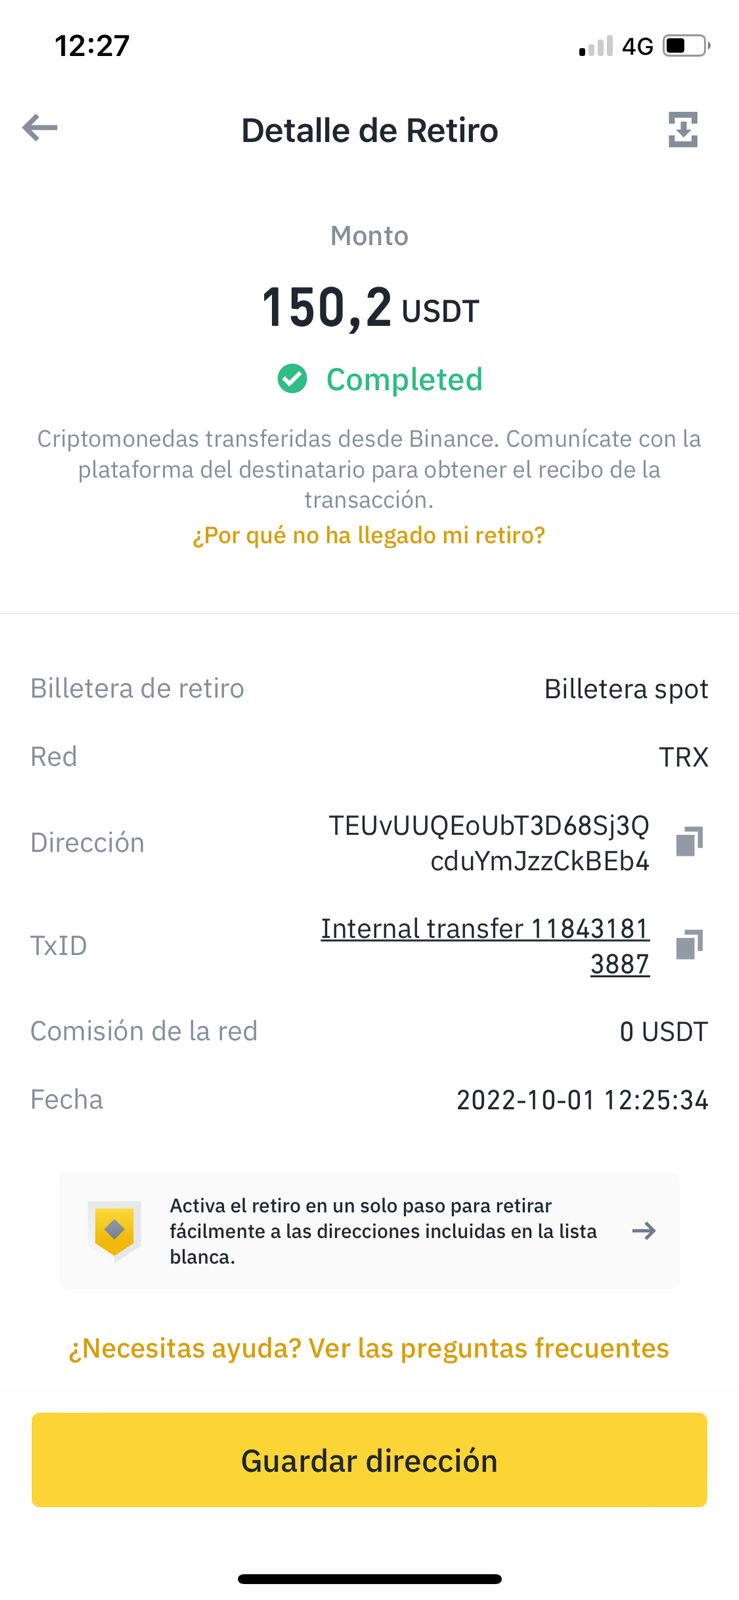 12:27
4G
Detalle de Retiro
Monto
150,2 USDT
Completed
Criptomonedas transferidas desde Binance. Comunícate con la
plataforma del destinatario para obtener el recibo de la
transacción.
¿Por qué no ha llegado mi retiro?
Billetera de retiro
Billetera spot
Red
TRX
Dirección
TEUvUUQEoUbT3D68Sj3Q
cduYmJzzCkBEb4
TxID
Internal transfer 11843181
3887
Comisión de la red
0 USDT
Fecha
2022-10-01 12:25:34
Activa el retiro en un solo paso para retirar
fácilmente a las direcciones incluidas en la lista
blanca.
¿Necesitas ayuda? Ver las preguntas frecuentes
Guardar dirección